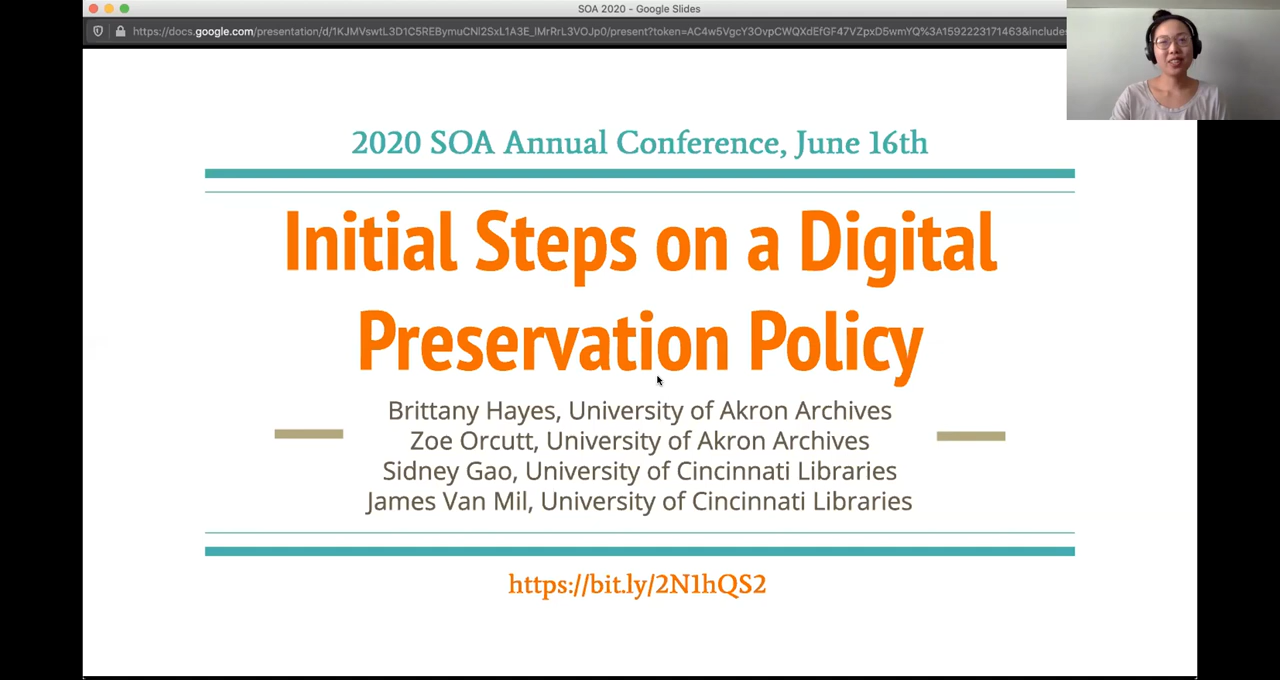 SOA 2020 - Google Slides
2020 SOA Annual Conference, June 16th
Initial Steps on a Digital
Preservation Policy
Brittany Hayes, University of Akron Archives
Zoe Orcutt, University of Akron Archives
Sidney Gao, University of Cincinnati Libraries
James Van Mil, University of Cincinnati Libraries
https://bit.ly/2N1hQS2